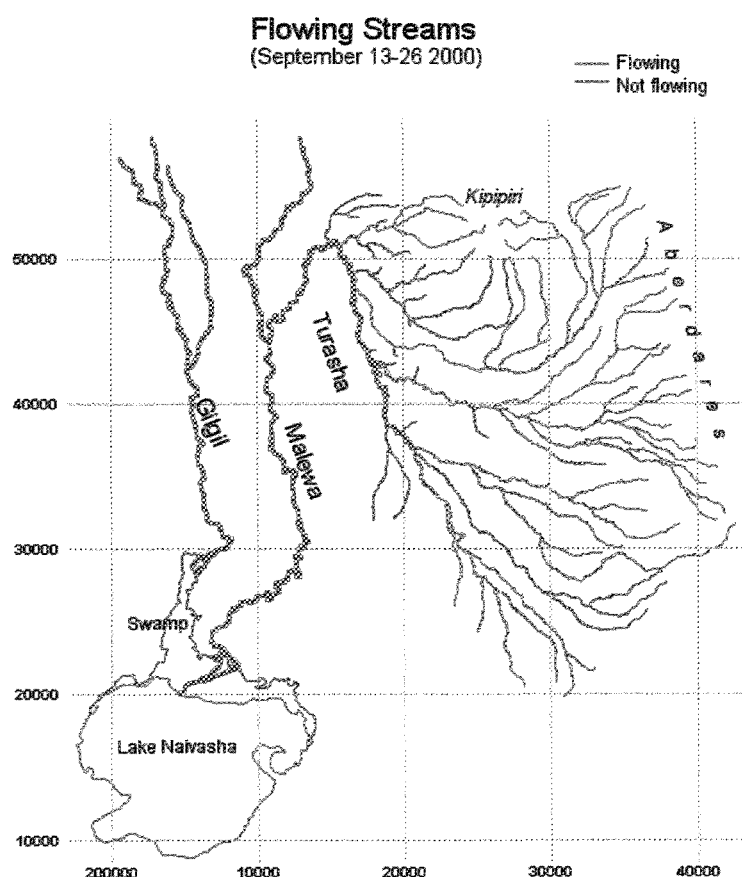 Flowing Streams
(September 13-26 2000)
Flowing
Not flowing
Kipipiri
Aberdares
50000
Turasha
40000
Gilgil
Malewa
30000
Swamp
20000
Lake Naivasha
10000
200000 10000 20000 30000 40000